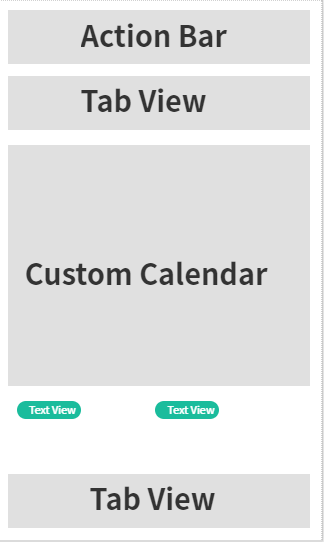 Action Bar
Tab View
Custom Calendar
Text View Text View
Tab View